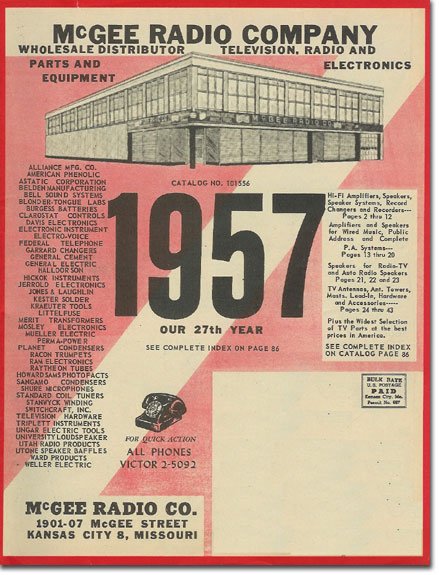 McGEE RADIO COMPANY
WHOLESALE DISTRIBUTOR TELEVISION, RADIO AND
PARTS AND ELECTRONICS
EQUIPMENT
McGEE RADIO CO.
CATALOG NO. 101556
1957
OUR 27th YEAR
SEE COMPLETE INDEX ON PAGE 86
ALLIANCE MFG. CO.
AMERICAN PHENOLIC
ASTATIC CORPORATION
BELDEN MANUFACTURING
BELL SOUND SYSTEMS
BLONDER-TONGUE LABS
BURGESS BATTERIES
CLAROSTAT CONTROLS
DAVIS ELECTRONICS
ELECTRONIC INSTRUMENT
ELECTRO-VOICE
FEDERAL TELEPHONE
GARRARD CHANGERS
GENERAL CEMENT
GENERAL ELECTRIC
HALLDORSON
HICKOK INSTRUMENTS
JERROLD ELECTRONICS
JONES & LAUGHLIN
KESTER SOLDER
KRAEUTER TOOLS
LITTELFUSE
MERIT TRANSFORMERS
MOSLEY ELECTRONICS
MUELLER ELECTRIC
PERMA-POWER
PLANET CONDENSERS
RACON TRUMPETS
RAM ELECTRONICS
RAYTHEON TUBES
HOWARD SAMS PHOTOFACTS
SANGAMO CONDENSERS
SHURE MICROPHONES
STANDARD COIL TUNERS
STANWYCK WINDING
SWITCHCRAFT, INC.
TELEVISION HARDWARE
TRIPLETT INSTRUMENTS
UNGAR ELECTRIC TOOLS
UNIVERSITY LOUDSPEAKER
UTAH RADIO PRODUCTS
UTONE SPEAKER BAFFLES
WARD PRODUCTS
WELLER ELECTRIC
Hi-Fi Amplifiers, Speakers,
Speaker Systems, Record
Changers and Recorders—
Pages 2 thru 12
Amplifiers and Speakers
for Wired Music, Public
Address and Complete
P.A. Systems—
Pages 13 thru 20
Speakers for Radio-TV
and Auto Radio Speakers
Pages 21, 22 and 23
TV Antennas, Ant. Towers,
Masts, Lead-In, Hardware
and Accessories—
Pages 24 thru 43
Plus the Widest Selection
of TV Parts at the best
prices in America.
SEE COMPLETE INDEX
ON CATALOG PAGE 86
BULK RATE
U.S. POSTAGE
PAID
Kansas City, Mo.
Permit No.
FOR QUICK ACTION
ALL PHONES
VICTOR 2-5092
McGEE RADIO CO.
1901-07 McGEE STREET
KANSAS CITY 8, MISSOURI